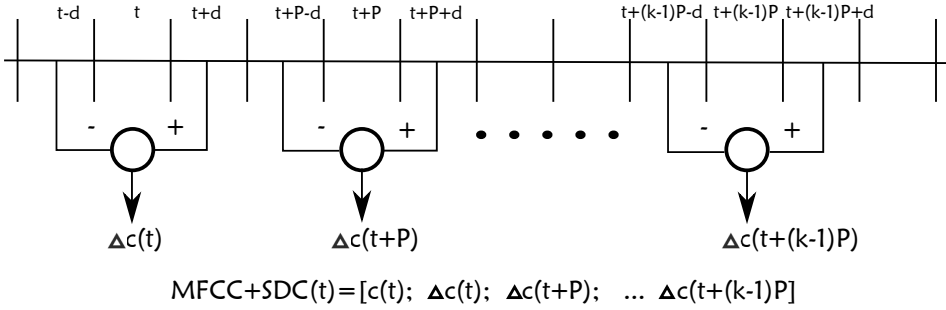 t-d t t+d t+P-d t+P t+P+d t+(k-1)P-d t+(k-1)P t+(k-1)P+d
- + - + - +
Δc(t) Δc(t+P) Δc(t+(k-1)P)
MFCC+SDC(t)=[c(t); Δc(t); Δc(t+P); ... Δc(t+(k-1)P]